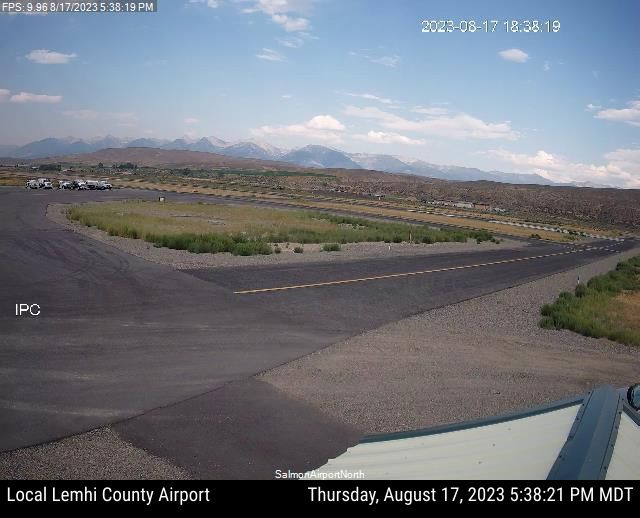 FPS: 9.96 8/17/2023 5:38:19 PM
2023-08-17 18:38:19
IPC
SalmonAirportNorth
Local Lemhi County Airport Thursday, August 17, 2023 5:38:21 PM MDT